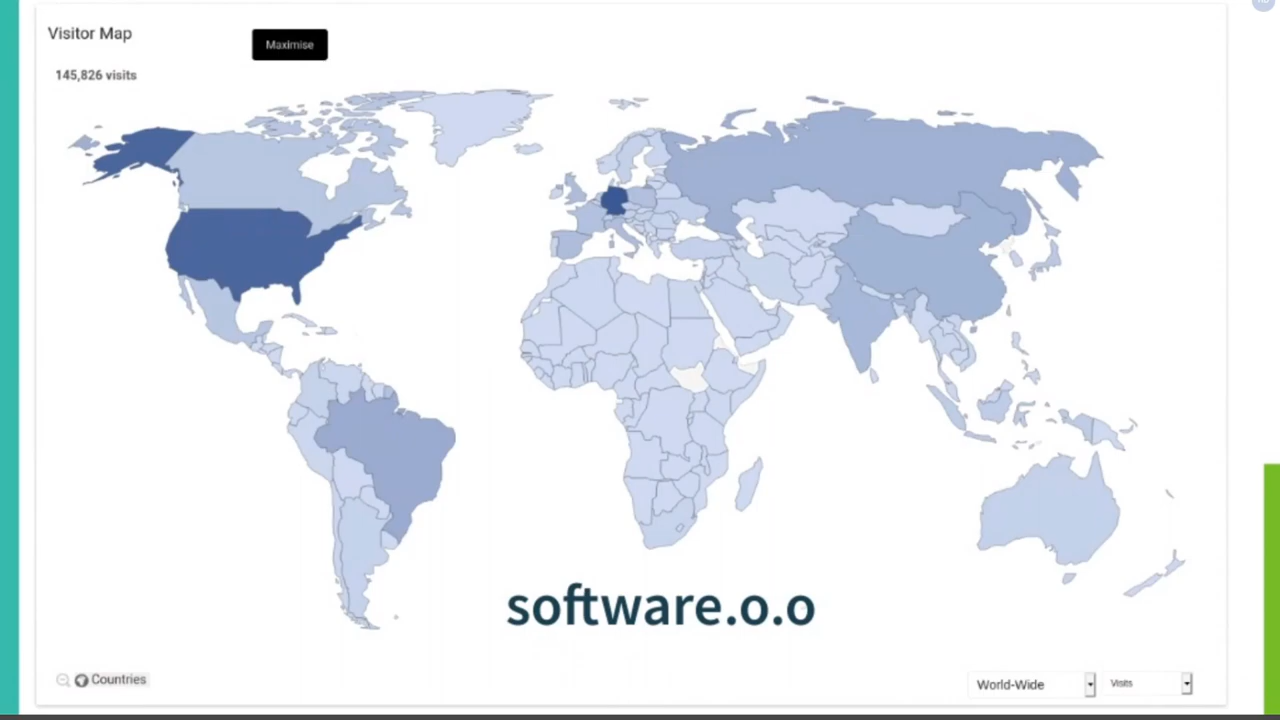 Visitor Map
Maximise
145,826 visits
software.o.o
Countries
World-Wide
Visits